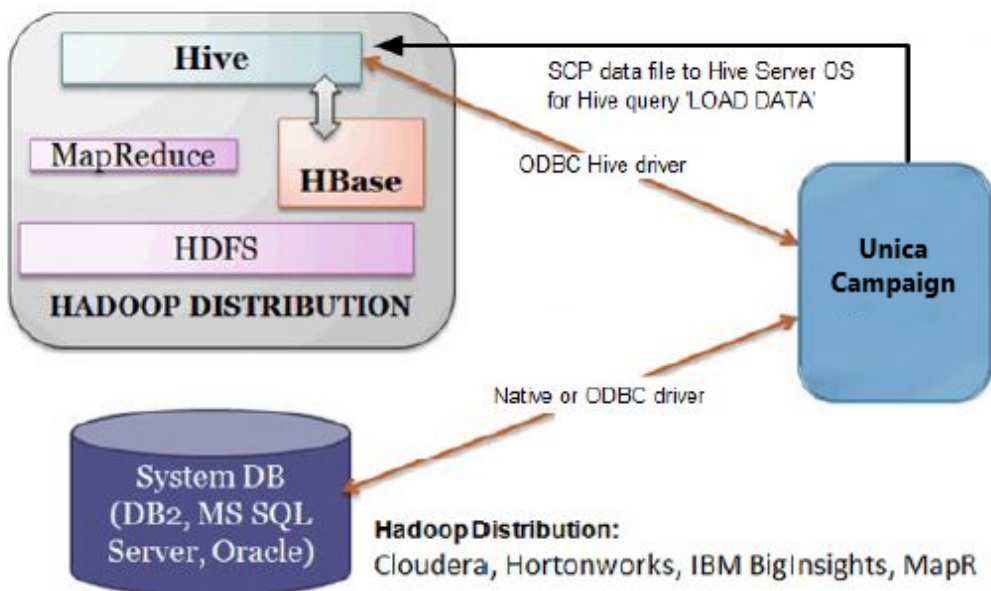 Hive
SCP data file to Hive Server OS
for Hive query 'LOAD DATA'
MapReduce
HBase
ODBC Hive driver
HDFS
HADOOP DISTRIBUTION
Unica
Campaign
Native or ODBC driver
System DB
(DB2, MS SQL
Server, Oracle)
Hadoop Distribution:
Cloudera, Hortonworks, IBM BigInsights, MapR